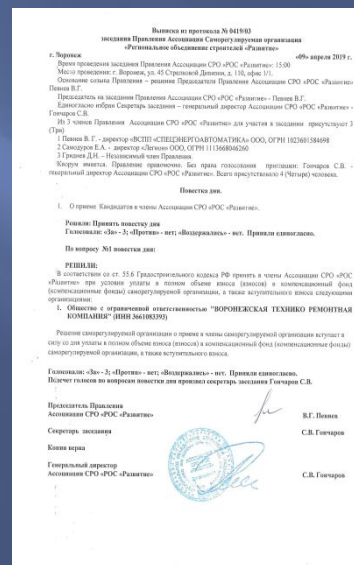 Выписка из протокола № 0419/03
заседания Правления Ассоциации Саморегулируемая организация
«Региональное объединение строителей «Развитие»
г. Воронеж «09» апреля 2019 г.
Время проведения заседания Правления Ассоциации СРО «РОС «Развитие»: 15:00
Место проведения: г. Воронеж, ул. 45 Стрелковой Дивизии, д. 110, офис 1/1.
Основание созыва Правления – решение Председателя Правления Ассоциации СРО «РОС «Развитие»
Певнев В.Г.
Председатель на заседании Правления Ассоциации СРО «РОС «Развитие» - Певнев В.Г.
Единогласно избран Секретарь заседания – генеральный директор Ассоциации СРО «РОС «Развитие» -
Гончаров С.В.
Из 3 членов Правления Ассоциации СРО «РОС «Развитие» для участия в заседании присутствуют 3
(Три)
1 Певнев В. Г. - директор «ВСПП «СПЕЦЭНЕРГОАВТОМАТИКА» ООО, ОГРН 1023601584698
2 Самодуров Е.А. - директор «Легион» ООО, ОГРН 1113668046260
3 Гриднев Д.Н. – Независимый член Правления.
Кворум имеется. Правление правомочно. Без права голосования приглашен: Гончаров С.В. -
генеральный директор Ассоциации СРО «РОС «Развитие». Всего присутствовало 4 (Четыре) человека.
Повестка дня.
1. О приеме Кандидатов в члены Ассоциации СРО «РОС «Развитие».
Решили: Принять повестку дня
Голосовали: «За» - 3; «Против» - нет; «Воздержались» - нет. Приняли единогласно.
По вопросу №1 повестки дня:
РЕШИЛИ:
В соответствии со ст. 55.6 Градостроительного кодекса РФ принять в члены Ассоциации СРО «РОС
«Развитие» при условии уплаты в полном объеме взноса (взносов) в компенсационный фонд
(компенсационные фонды) саморегулируемой организации, а также вступительного взноса следующими
организациями:
1. Общество с ограниченной ответственностью "ВОРОНЕЖСКАЯ ТЕХНИКО РЕМОНТНАЯ
КОМПАНИЯ" (ИНН 3661083393)
Решение саморегулируемой организации о приеме в члены саморегулируемой организации вступает в
силу со дня уплаты в полном объеме взноса (взносов) в компенсационный фонд (компенсационные фонды)
саморегулируемой организации, а также вступительного взноса.
Голосовали: «За» - 3; «Против» - нет; «Воздержались» - нет. Приняли единогласно.
Подсчет голосов по вопросам повестки дня произвел секретарь заседания Гончаров С.В.
Председатель Правления
Ассоциации СРО «РОС «Развитие» В.Г. Певнев
Секретарь заседания С.В. Гончаров
Копия верна
Генеральный директор
Ассоциации СРО «РОС «Развитие» С.В. Гончаров